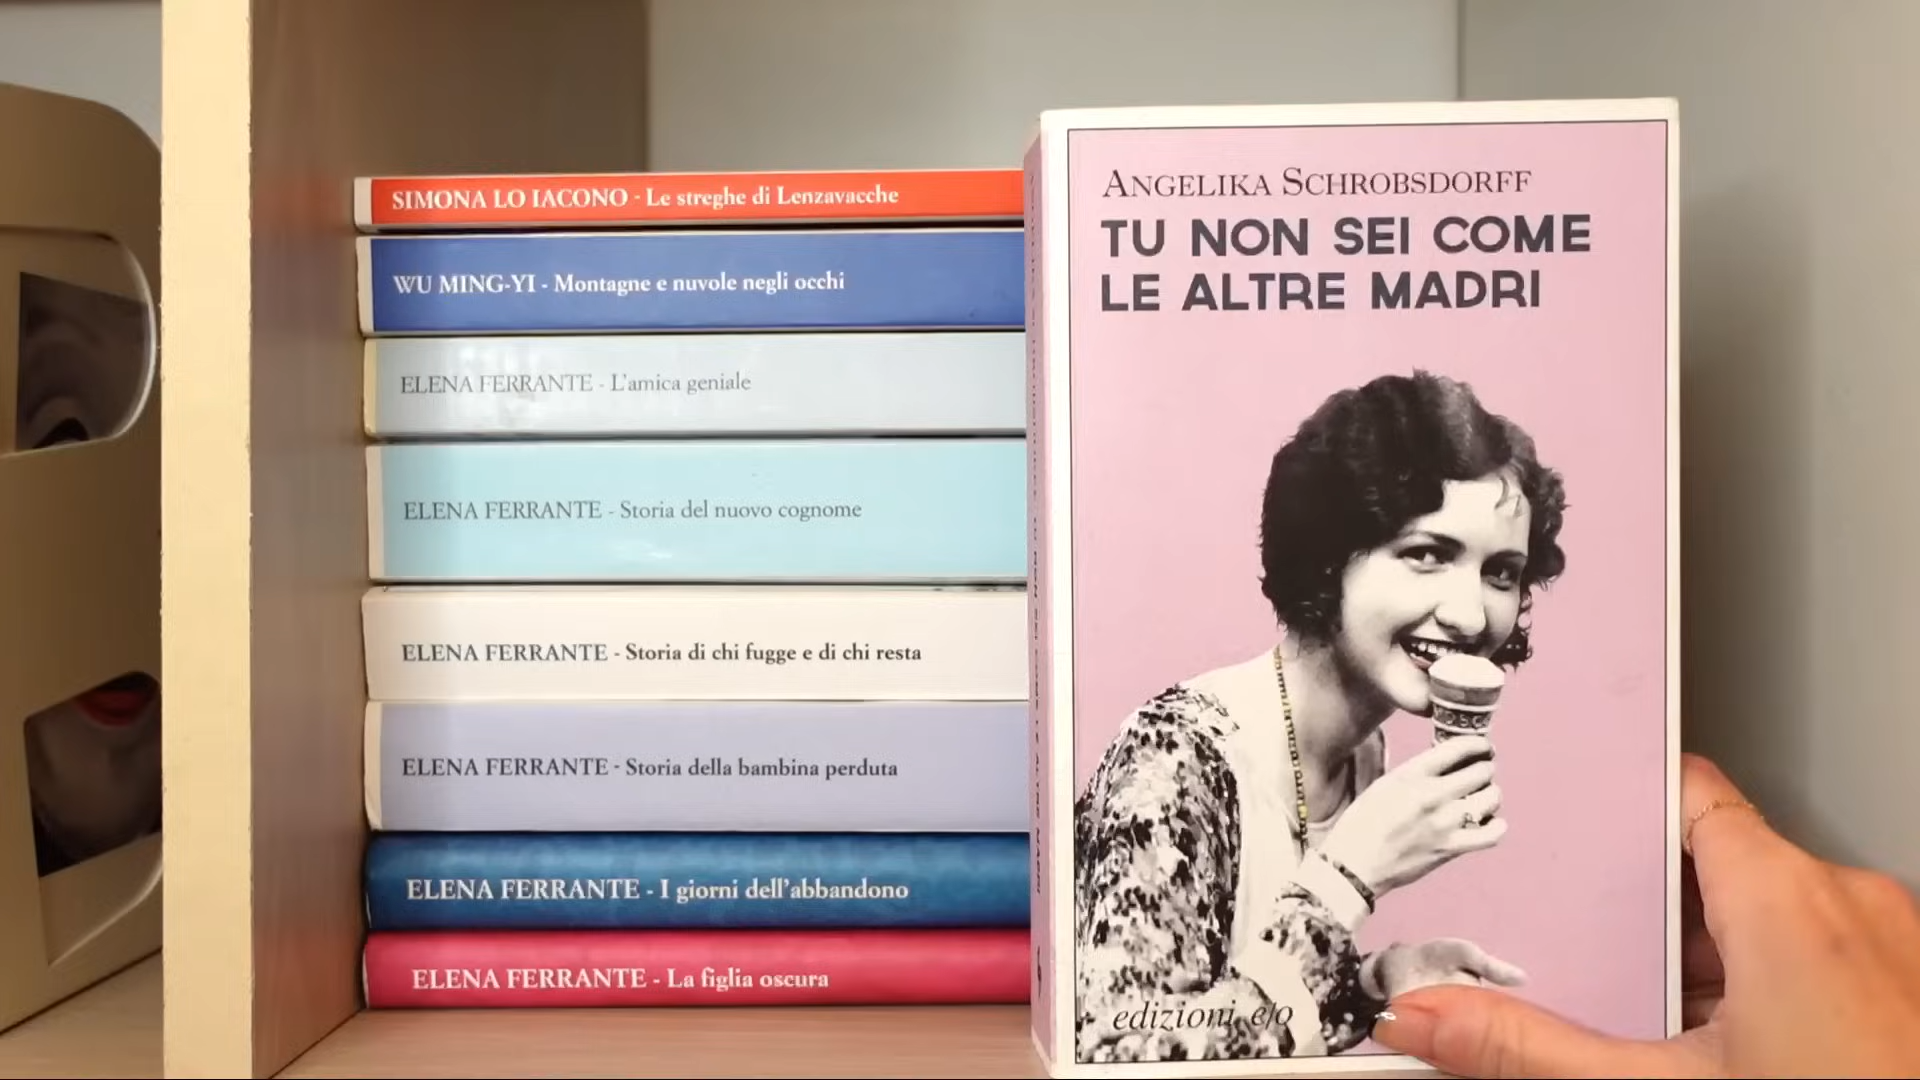 SIMONA LO IACONO - Le streghe di Lenzavacche
WU MING-YI - Montagne e nuvole negli occhi
ELENA FERRANTE - L'amica geniale
ELENA FERRANTE - Storia del nuovo cognome
ELENA FERRANTE - Storia di chi fugge e di chi resta
ELENA FERRANTE - Storia della bambina perduta
ELENA FERRANTE - I giorni dell'abbandono
ELENA FERRANTE - La figlia oscura
ANGELIKA SCHROBSDORFF
TU NON SEI COME
LE ALTRE MADRI
edizioni e/o